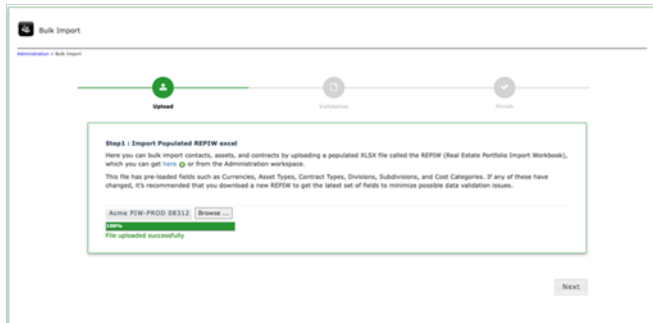 Bulk Import
Administration > Bulk Import
Upload
Validation
Finish
Step1 : Import Populated REPIW excel
Here you can bulk import contacts, assets, and contracts by uploading a populated XLSX file called the REPIW (Real Estate Portfolio Import Workbook),
which you can get here or from the Administration workspace.
This file has pre-loaded fields such as Currencies, Asset Types, Contract Types, Divisions, Subdivisions, and Cost Categories. If any of these have
changed, it's recommended that you download a new REPIW to get the latest set of fields to minimize possible data validation issues.
Acme PIW-PROD 08312 Browse ...
100%
File uploaded successfully
Next